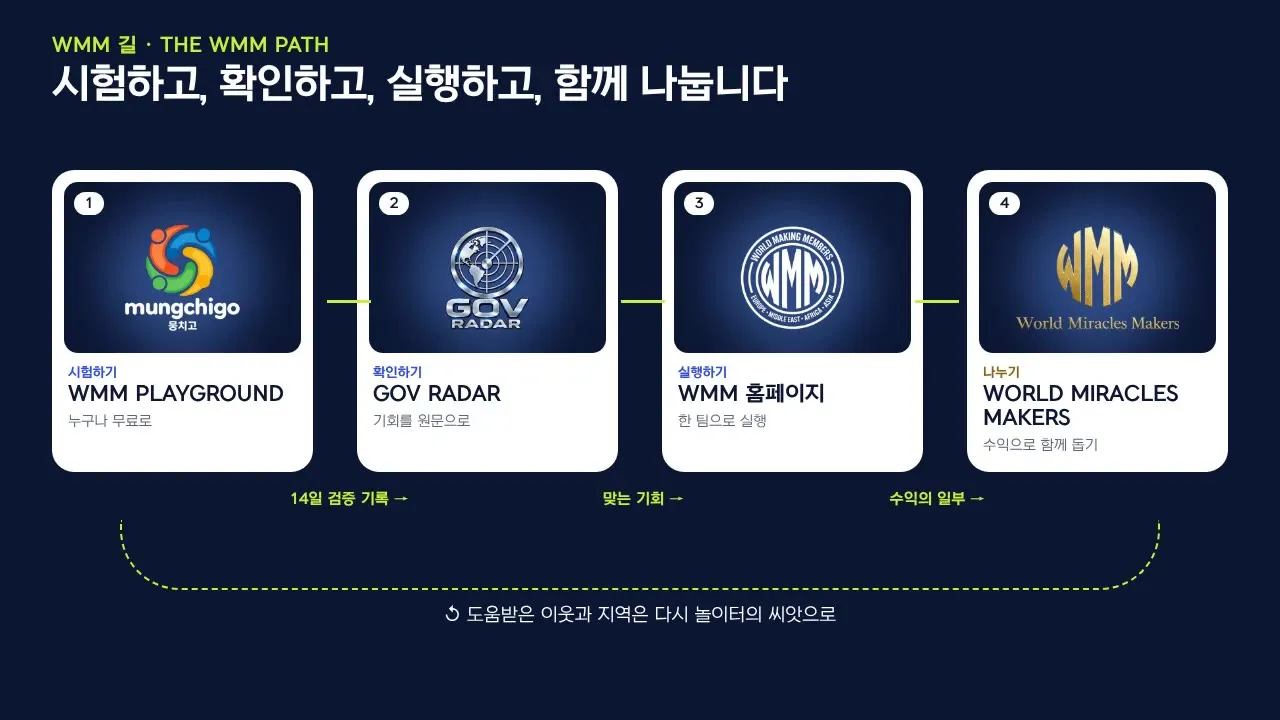 WMM 길 · THE WMM PATH
시험하고, 확인하고, 실행하고, 함께 나눕니다
1
mungchigo
뭉치고
시험하기
WMM PLAYGROUND
누구나 무료로
2
GOV
RADAR
확인하기
GOV RADAR
기회를 원문으로
3
WORLD MAKING MEMBERS
WMM
EUROPE • MIDDLE EAST • AFRICA • ASIA
실행하기
WMM 홈페이지
한 팀으로 실행
4
WMM
World Miracles Makers
나누기
WORLD MIRACLES
MAKERS
수익으로 함께 돕기
14일 검증 기록 →
맞는 기회 →
수익의 일부 →
↺ 도움받은 이웃과 지역은 다시 놀이터의 씨앗으로